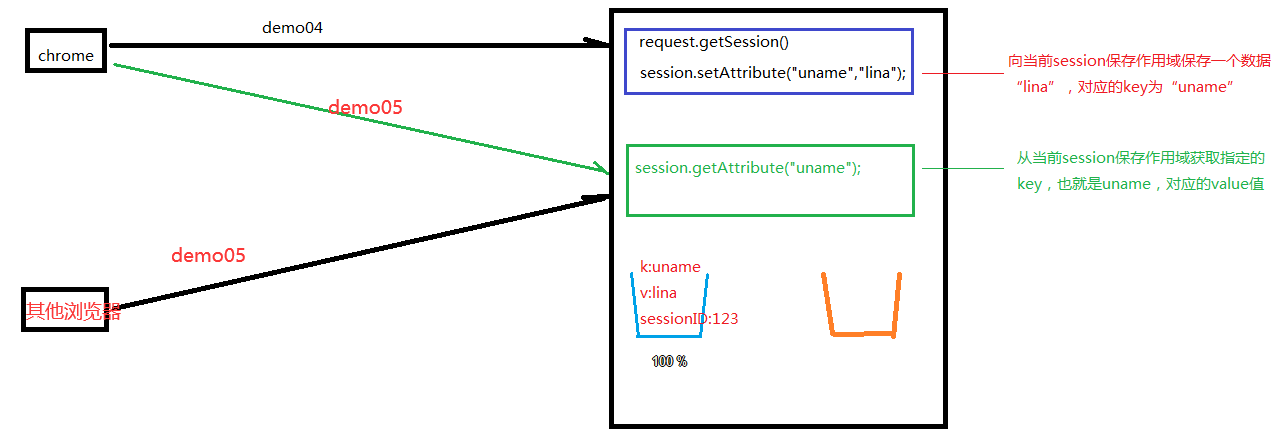 demo04
chrome
request.getSession()
session.setAttribute("uname","lina");
向当前session保存作用域保存一个数据
“lina”，对应的key为“uname”
demo05
session.getAttribute("uname");
从当前session保存作用域获取指定的
key，也就是uname，对应的value值
demo05
其他浏览器
k:uname
v:lina
sessionID:123
100 %